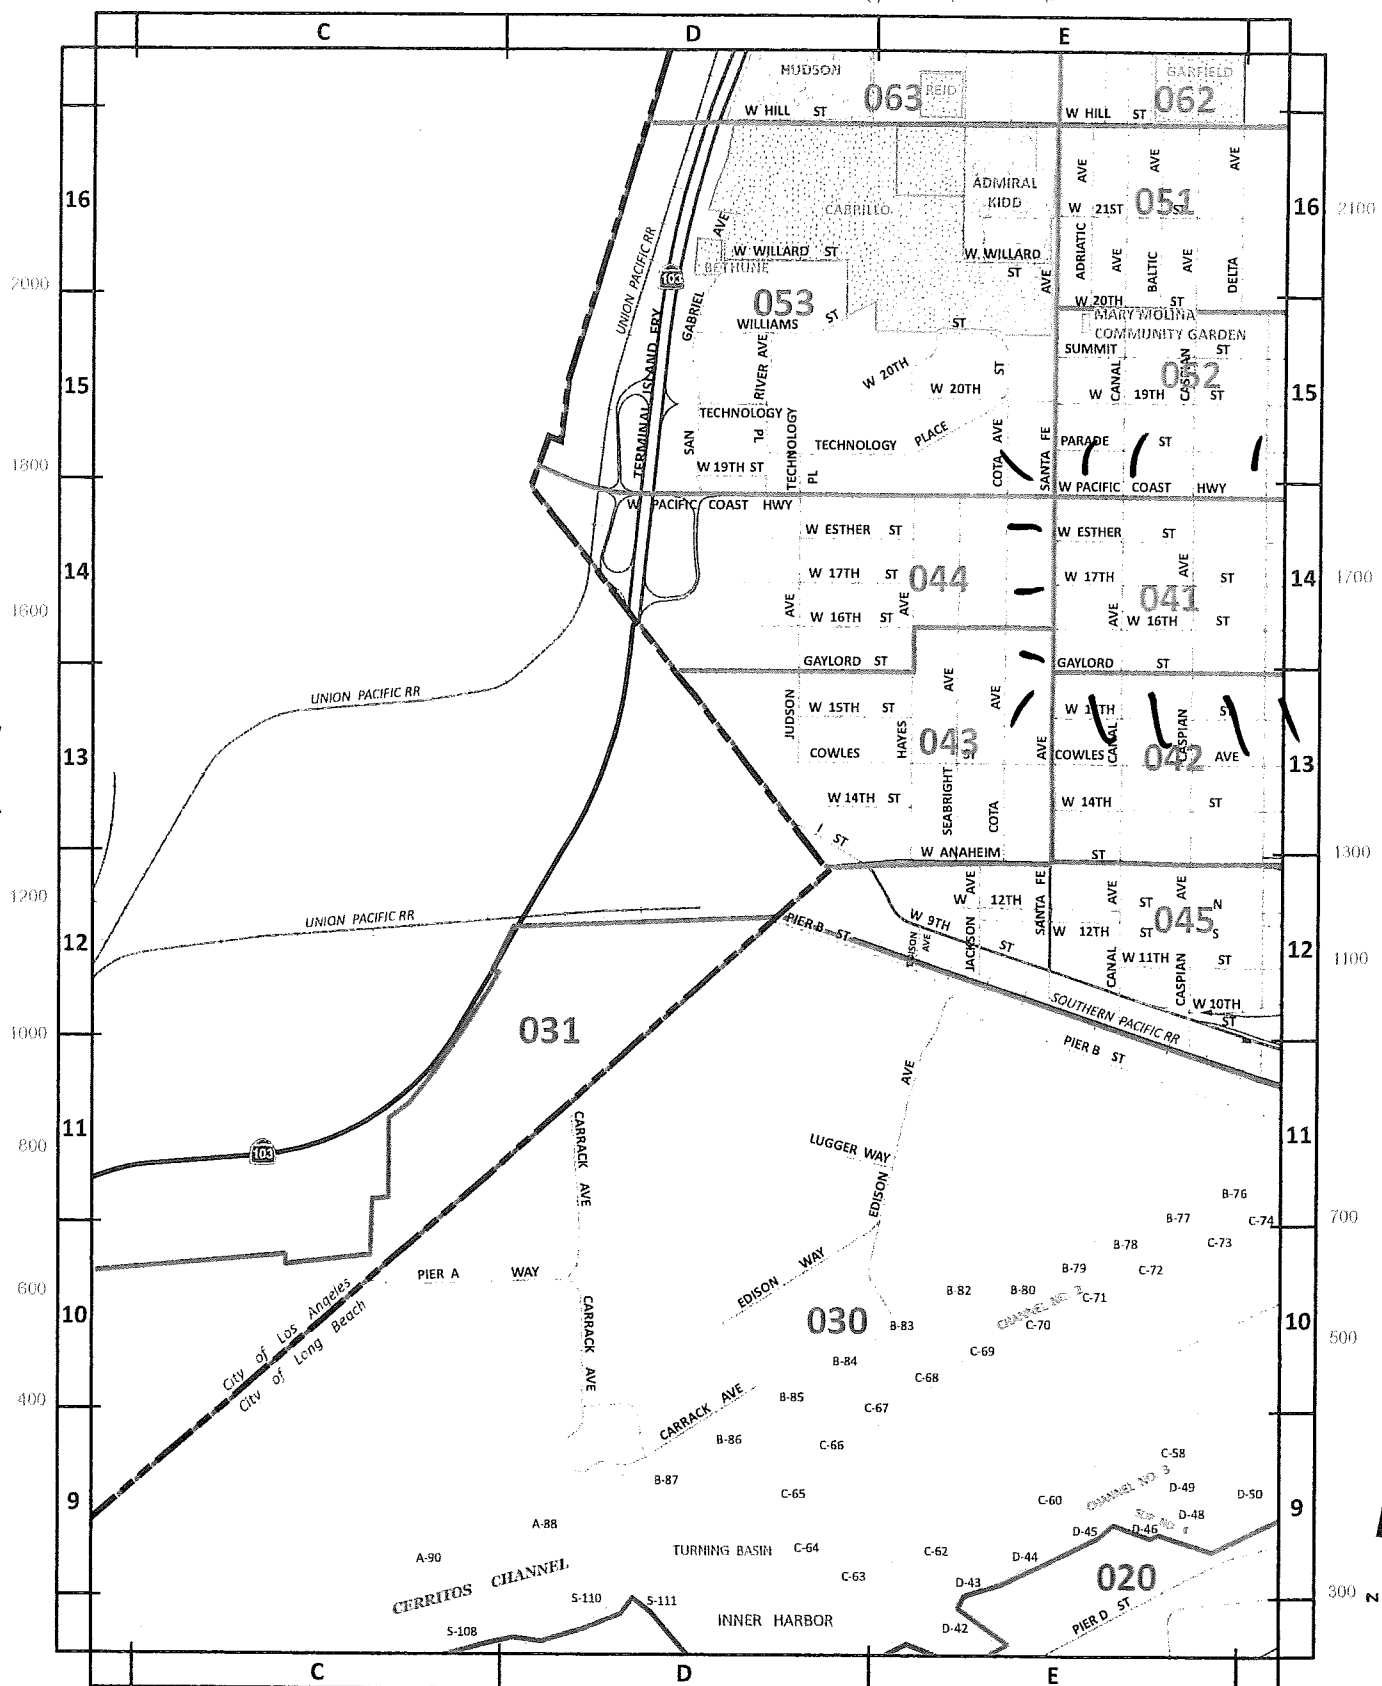 C D E
HUDSON
REID
GARFIELD
063
062
W HILL ST
W HILL ST
16
ADMIRAL
KIDD
AVE
AVE
AVE
051
W 21ST ST
16
2100
CABRILLO
AVE
W WILLARD ST
W. WILLARD
ST
BETHUNE
UNION PACIFIC RR
103
2000
GABRIEL
053
AVE
ADRIATIC
AVE
BALTIC
AVE
DELTA
W 20TH ST
WILLIAMS ST
ST
MARY MOLINA
COMMUNITY GARDEN
SUMMIT ST
TERMINAL ISLAND FRY
RIVER AVE
W 20TH
W 20TH
ST
052
CANAL
CASPIAN
W 19TH ST
15
15
TECHNOLOGY
PL
TECHNOLOGY PLACE
SAN
TECHNOLOGY
PL
COTA AVE
SANTA FE
PARADE ST
1800
W 19TH ST
W PACIFIC COAST HWY
W PACIFIC COAST HWY
W ESTHER ST
W ESTHER ST
14
W 17TH ST
044
W 17TH ST
AVE
041
14
1700
1600
AVE
W 16TH ST
AVE
AVE
W 16TH ST
GAYLORD ST
GAYLORD ST
UNION PACIFIC RR
AVE
AVE
JUDSON
W 15TH ST
HAYES
W 15TH ST
043
CANAL
CASPIAN
042
13
COWLES ST
AVE
COWLES AVE
13
W 14TH ST
SEABRIGHT
COTA
W 14TH ST
I ST
W ANAHEIM ST
1300
1200
UNION PACIFIC RR
AVE
W 12TH
SANTA FE
AVE
ST
AVE
N
045
PIER B ST
W 9TH ST
EDISON
AVE
JACKSON
W 12TH ST S
12
12
1100
CANAL
W 11TH ST
CASPIAN
W 10TH
ST
SOUTHERN PACIFIC RR
PIER B ST
1000
031
AVE
11
800
103
CARRACK AVE
LUGGER WAY
EDISON
11
B-76
B-77
C-74
700
B-78
C-73
PIER A WAY
EDISON WAY
B-79
C-72
600
B-82
B-80
C-71
CHANNEL NO. 2
10
City of Los Angeles
City of Long Beach
CARRACK AVE
030
B-83
C-70
10
500
C-69
B-84
C-68
400
CARRACK AVE
B-85
C-67
B-86
C-66
C-58
B-87
C-65
CHANNEL NO. 3
D-49
C-60
D-50
9
9
D-48
A-88
D-45
D-46
A-90
TURNING BASIN
C-64
C-62
D-44
CERRITOS CHANNEL
C-63
D-43
020
S-110
S-111
300
Z
INNER HARBOR
D-42
PIER D ST
S-108
C D E